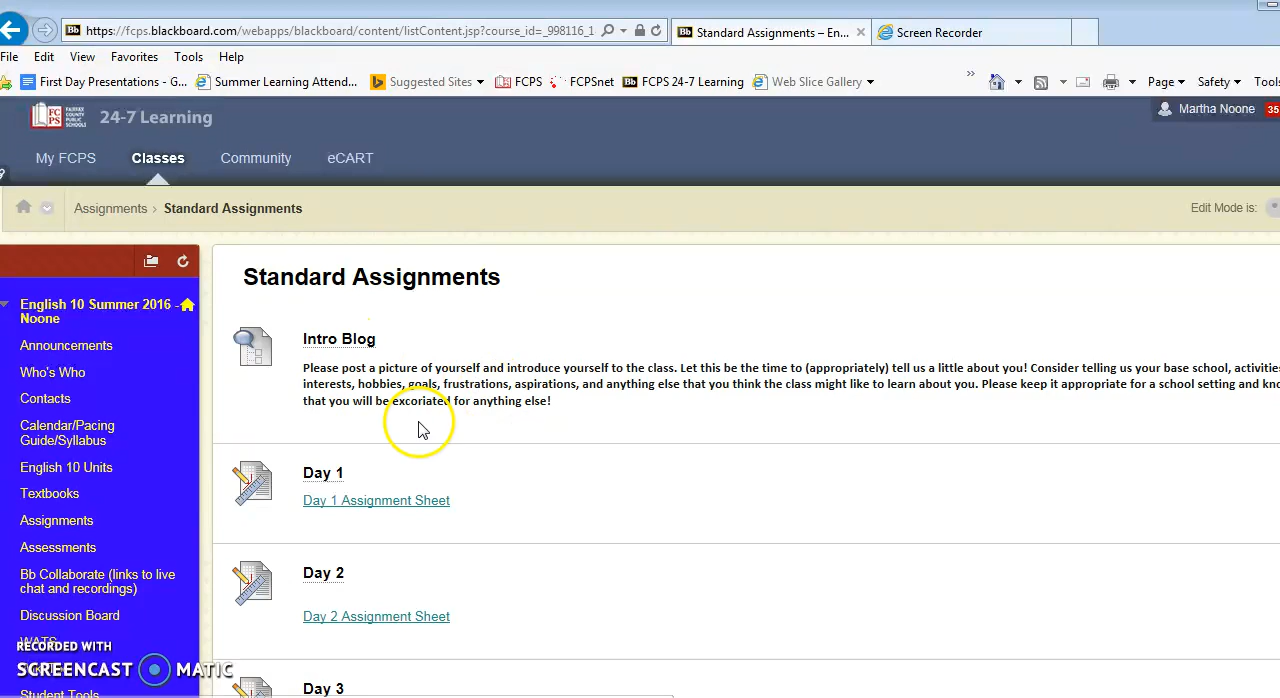 https://fcps.blackboard.com/webapps/blackboard/content/listContent.jsp?course_id=_998116_1
Standard Assignments – En...
Screen Recorder
File Edit View Favorites Tools Help
First Day Presentations - G... Summer Learning Attend... Suggested Sites FCPS FCPSnet FCPS 24-7 Learning Web Slice Gallery » Page Safety Tools
FC PS FAIRFAX COUNTY PUBLIC SCHOOLS 24-7 Learning
Martha Noone 35
My FCPS Classes Community eCART
Assignments › Standard Assignments
Edit Mode is:
English 10 Summer 2016 -
Noone
Announcements
Who's Who
Contacts
Calendar/Pacing
Guide/Syllabus
English 10 Units
Textbooks
Assignments
Assessments
Bb Collaborate (links to live
chat and recordings)
Discussion Board
WATS
Student Tools
Standard Assignments
Intro Blog
Please post a picture of yourself and introduce yourself to the class. Let this be the time to (appropriately) tell us a little about you! Consider telling us your base school, activities
interests, hobbies, goals, frustrations, aspirations, and anything else that you think the class might like to learn about you. Please keep it appropriate for a school setting and kno
that you will be excoriated for anything else!
Day 1
Day 1 Assignment Sheet
Day 2
Day 2 Assignment Sheet
Day 3
RECORDED WITH
SCREENCAST MATIC